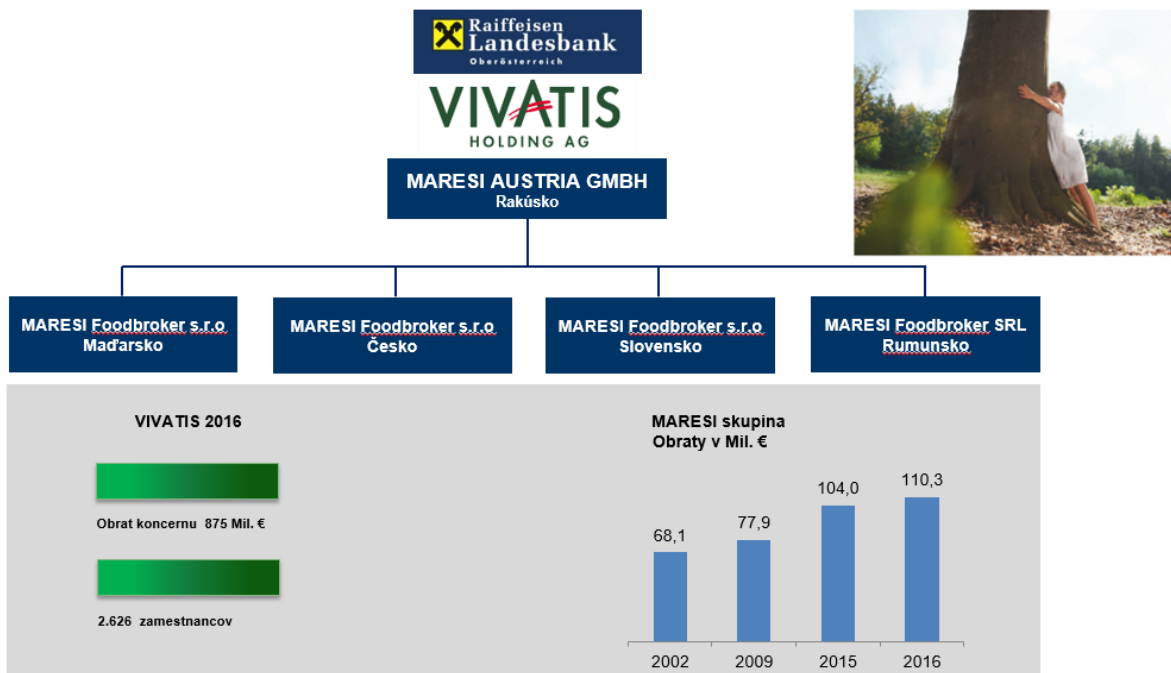 Raiffeisen
Landesbank
Oberösterreich
VIVATIS
HOLDING AG
MARESI AUSTRIA GMBH
Rakúsko
MARESI Foodbroker s.r.o
Maďarsko
MARESI Foodbroker s.r.o
Česko
MARESI Foodbroker s.r.o
Slovensko
MARESI Foodbroker SRL
Rumunsko
VIVATIS 2016
Obrat koncernu 875 Mil. €
2.626 zamestnancov
MARESI skupina
Obraty v Mil. €
68,1
77,9
104,0
110,3
2002
2009
2015
2016